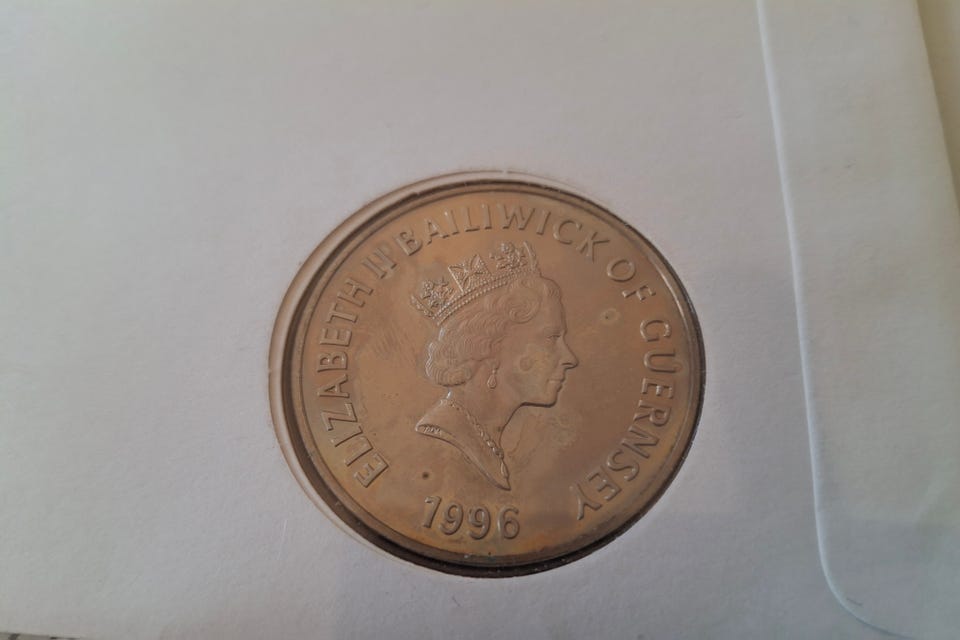 ELIZABETH II BAILIWICK OF GUERNSEY
1996